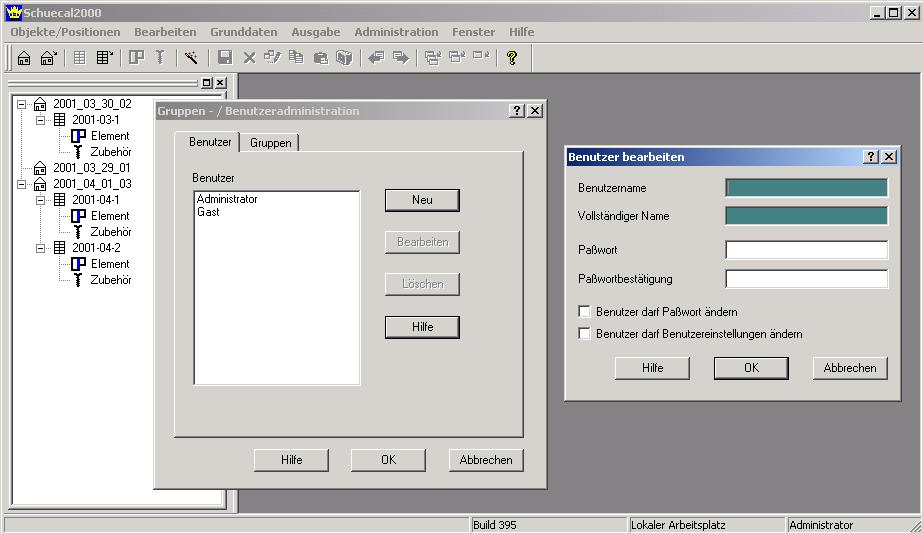 Schuecal2000
Objekte/Positionen Bearbeiten Grunddaten Ausgabe Administration Fenster Hilfe
2001_03_30_02
2001-03-1
Element
Zubehör
2001_03_29_01
2001_04_01_03
2001-04-1
Element
Zubehör
2001-04-2
Element
Zubehör
Gruppen - / Benutzeradministration
Benutzer Gruppen
Benutzer
Administrator
Gast
Neu
Bearbeiten
Löschen
Hilfe
Hilfe OK Abbrechen
Benutzer bearbeiten
Benutzername
Vollständiger Name
Paßwort
Paßwortbestätigung
Benutzer darf Paßwort ändern
Benutzer darf Benutzereinstellungen ändern
Hilfe OK Abbrechen
Build 395 Lokaler Arbeitsplatz Administrator